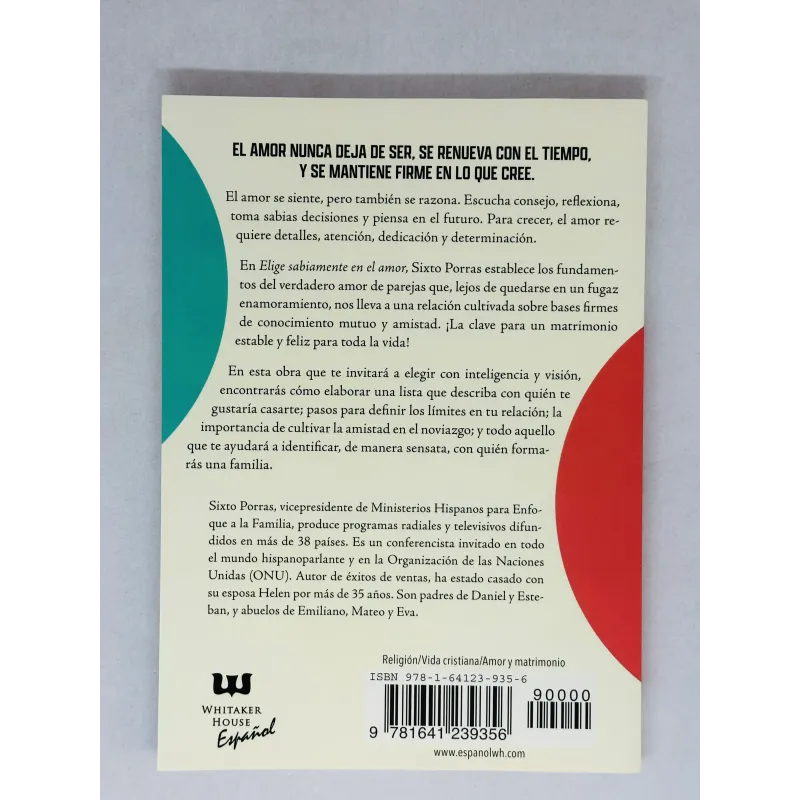 EL AMOR NUNCA DEJA DE SER, SE RENUEVA CON EL TIEMPO,
Y SE MANTIENE FIRME EN LO QUE CREE.
El amor se siente, pero también se razona. Escucha consejo, reflexiona,
toma sabias decisiones y piensa en el futuro. Para crecer, el amor re-
quiere detalles, atención, dedicación y determinación.
En Elige sabiamente en el amor, Sixto Porras establece los fundamen-
tos del verdadero amor de parejas que, lejos de quedarse en un fugaz
enamoramiento, nos lleva a una relación cultivada sobre bases firmes
de conocimiento mutuo y amistad. ¡La clave para un matrimonio
estable y feliz para toda la vida!
En esta obra que te invitará a elegir con inteligencia y visión,
encontrarás cómo elaborar una lista que describa con quién te
gustaría casarte; pasos para definir los límites en tu relación; la
importancia de cultivar la amistad en el noviazgo; y todo aquello
que te ayudará a identificar, de manera sensata, con quién forma-
rás una familia.
Sixto Porras, vicepresidente de Ministerios Hispanos para Enfo-
que a la Familia, produce programas radiales y televisivos difun-
didos en más de 38 países. Es un conferencista invitado en todo
el mundo hispanoparlante y en la Organización de las Naciones
Unidas (ONU). Autor de éxitos de ventas, ha estado casado con
su esposa Helen por más de 35 años. Son padres de Daniel y Este-
ban, y abuelos de Emiliano, Mateo y Eva.
Religión/Vida cristiana/Amor y matrimonio
ISBN 978-1-64123-935-6
90000
9 781641 239356
www.espanolwh.com
WHITAKER
HOUSE
Español